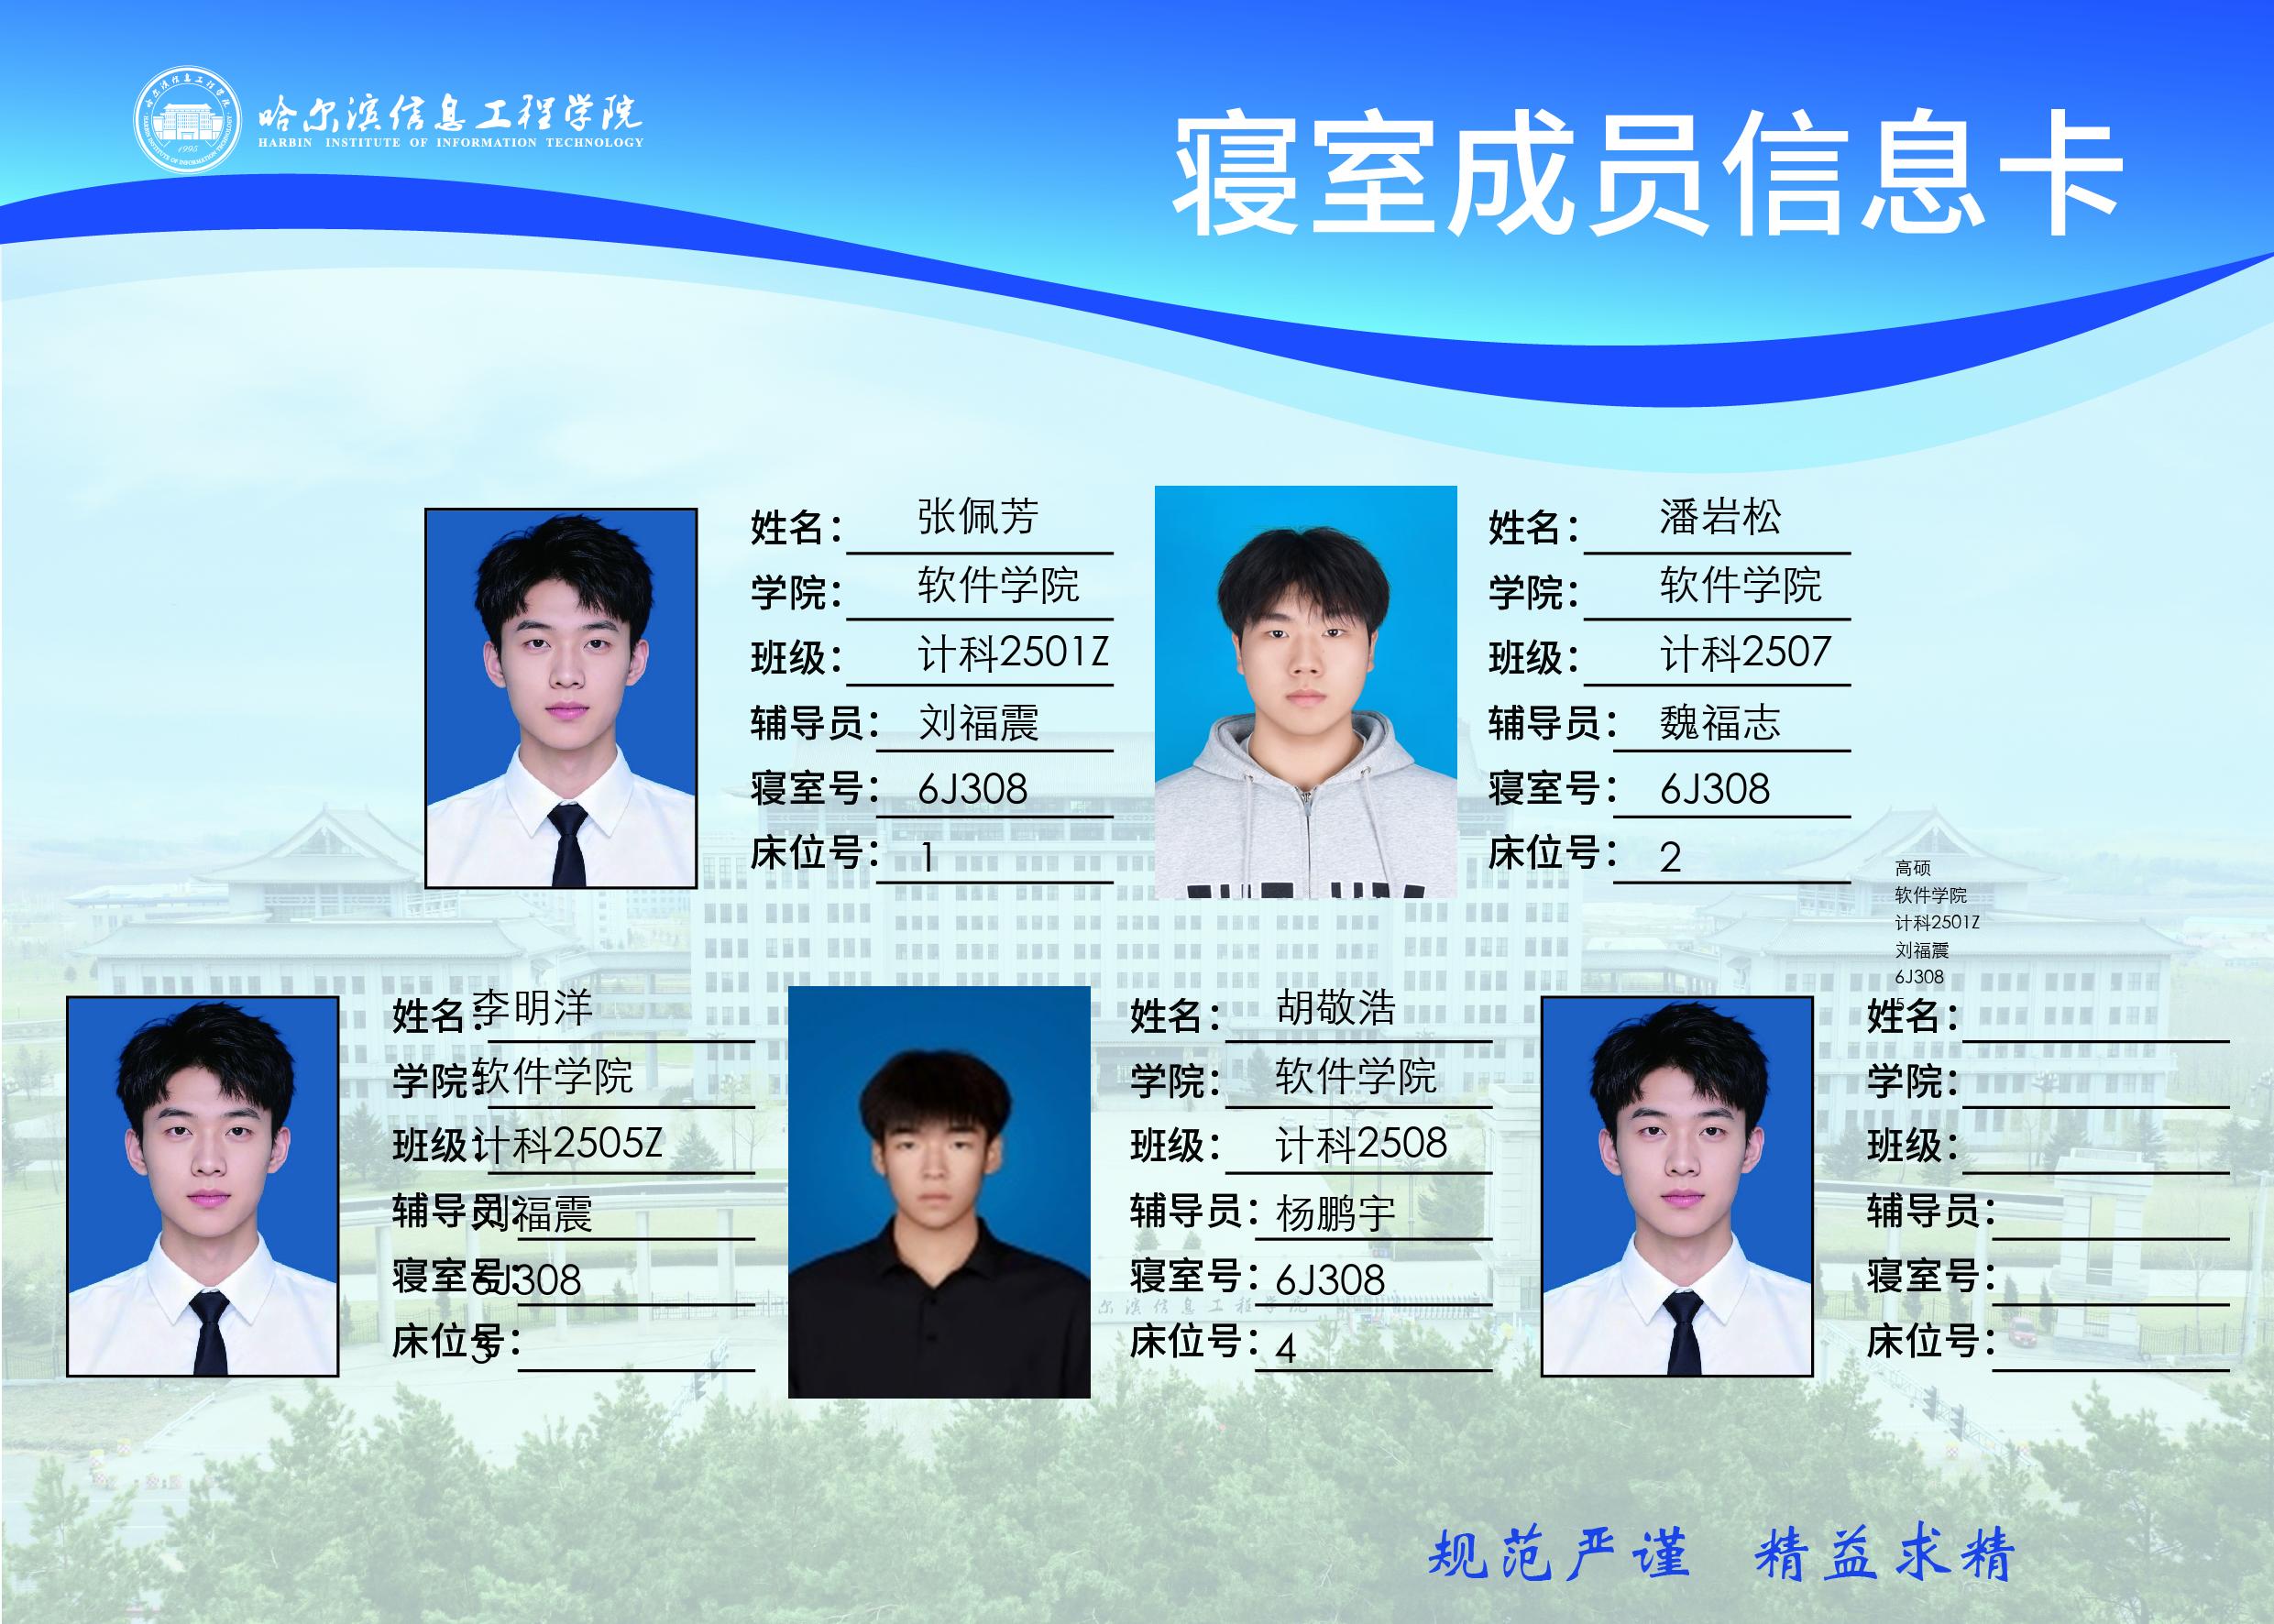 哈尔滨信息工程学院
HARBIN INSTITUTE OF INFORMATION TECHNOLOGY
1995
寝室成员信息卡
姓名： 张佩芳
学院： 软件学院
班级： 计科2501Z
辅导员： 刘福震
寝室号： 6J308
床位号： 1
姓名： 潘岩松
学院： 软件学院
班级： 计科2507
辅导员： 魏福志
寝室号： 6J308
床位号： 2
高硕
软件学院
计科2501Z
刘福震
6J308
5
姓名： 李明洋
学院： 软件学院
班级： 计科2505Z
辅导员： 刘福震
寝室号： 6J308
床位号： 3
姓名： 胡敬浩
学院： 软件学院
班级： 计科2508
辅导员： 杨鹏宇
寝室号： 6J308
床位号： 4
姓名：
学院：
班级：
辅导员：
寝室号：
床位号：
尔滨信息工程学院
规范严谨 精益求精